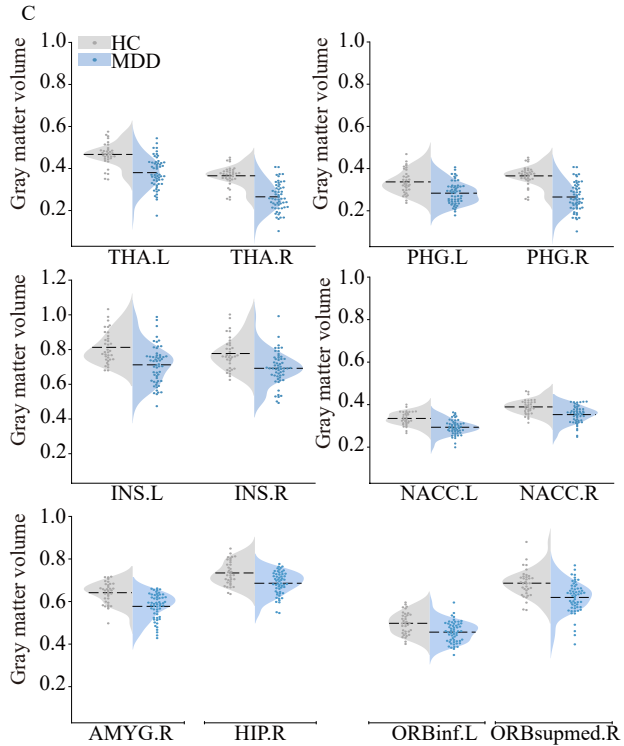 C
Gray matter volume
1.0
0.8
0.6
0.4
0.2
HC
MDD
THA.L
THA.R
Gray matter volume
1.0
0.8
0.6
0.4
0.2
PHG.L
PHG.R
Gray matter volume
1.2
1.0
0.8
0.6
0.4
0.2
INS.L
INS.R
Gray matter volume
1.0
0.8
0.6
0.4
0.2
NACC.L
NACC.R
Gray matter volume
1.0
0.8
0.6
0.4
0.2
AMYG.R
HIP.R
ORBinf.L
ORBsupmed.R